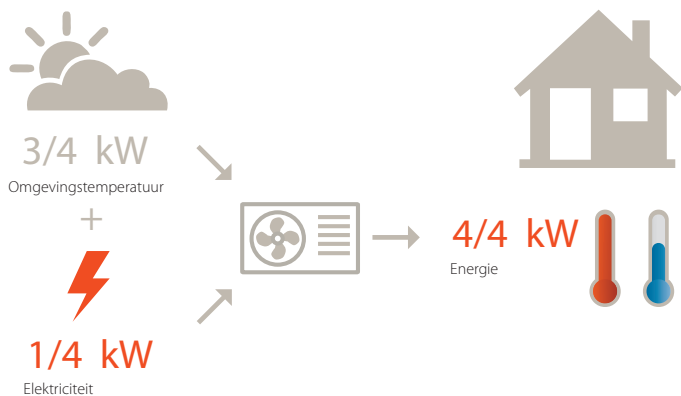 3/4 kW
Omgevingstemperatuur
+
1/4 kW
Elektriciteit
4/4 kW
Energie